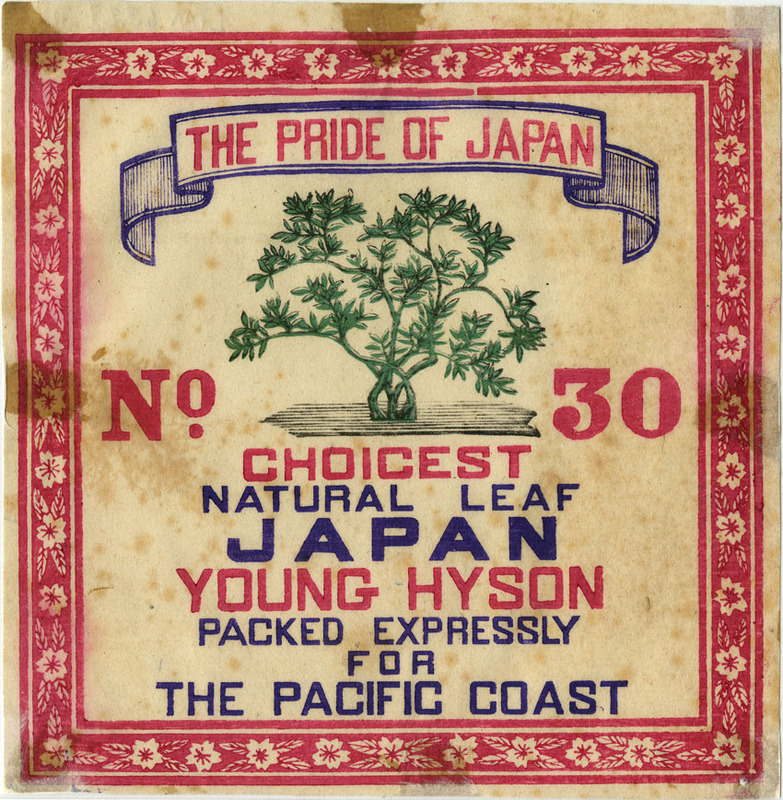 THE PRIDE OF JAPAN
No 30
CHOICEST
NATURAL LEAF
JAPAN
YOUNG HYSON
PACKED EXPRESSLY
FOR
THE PACIFIC COAST